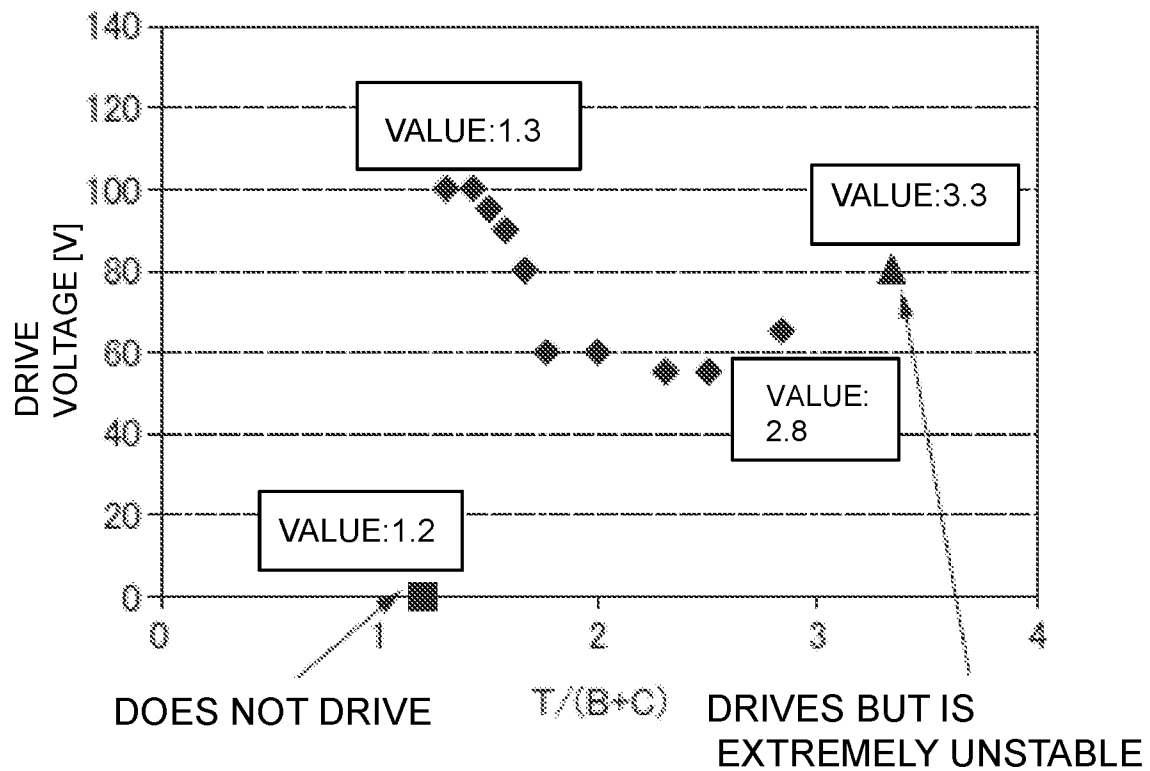 140
120
100
80
60
40
20
0
DRIVE
VOLTAGE [V]
VALUE:1.3
VALUE:3.3
VALUE:
2.8
VALUE:1.2
0 1 2 3 4
T/(B+C)
DOES NOT DRIVE
DRIVES BUT IS
EXTREMELY UNSTABLE